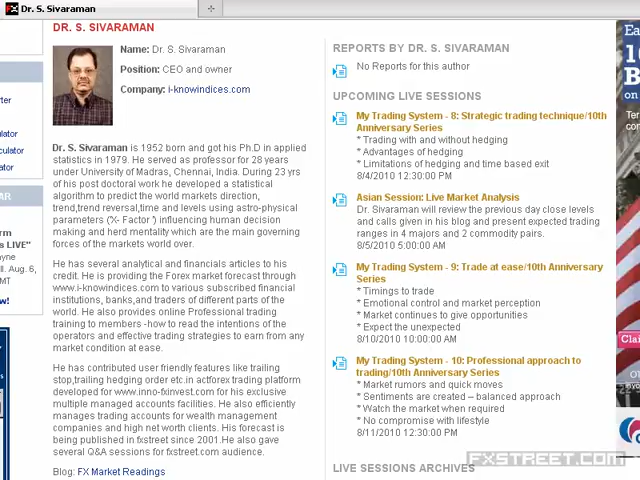 Dr. S. Sivaraman
DR. S. SIVARAMAN
Name: Dr. S. Sivaraman
Position: CEO and owner
Company: i-knowindices.com
Dr. S. Sivaraman is 1952 born and got his Ph.D in applied
statistics in 1979. He served as professor for 28 years
under University of Madras, Chennai, India. During 23 yrs
of his post doctoral work he developed a statistical
algorithm to predict the world markets direction,
trend,trend reversal,time and levels using astro-physical
parameters ('X- Factor ') influencing human decision
making and herd mentality which are the main governing
forces of the markets world over.
He has several analytical and financials articles to his
credit. He is providing the Forex market forecast through
www.i-knowindices.com to various subscribed financial
institutions, banks,and traders of different parts of the
world. He also provides online Professional trading
training to members -how to read the intentions of the
operators and effective trading strategies to earn from any
market condition at ease.
He has contributed user friendly features like trailing
stop,trailing hedging order etc.in actforex trading platform
developed for www.inno-fxinvest.com for his exclusive
multiple managed accounts facilities. He also efficiently
manages trading accounts for wealth management
companies and high net worth clients. His forecast is
being published in fxstreet since 2001.He also gave
several Q&A sessions for fxstreet.com audience.
Blog: FX Market Readings
REPORTS BY DR. S. SIVARAMAN
No Reports for this author
UPCOMING LIVE SESSIONS
My Trading System - 8: Strategic trading technique/10th
Anniversary Series
* Trading with and without hedging
* Advantages of hedging
* Limitations of hedging and time based exit
8/4/2010 12:30:00 PM
Asian Session: Live Market Analysis
Dr. Sivaraman will review the previous day close levels
and calls given in his blog and present expected trading
ranges in 4 majors and 2 commodity pairs.
8/5/2010 5:00:00 AM
My Trading System - 9: Trade at ease/10th Anniversary
Series
* Timings to trade
* Emotional control and market perception
* Market continues to give opportunities
* Expect the unexpected
8/10/2010 10:00:00 AM
My Trading System - 10: Professional approach to
trading/10th Anniversary Series
* Market rumors and quick moves
* Sentiments are created – balanced approach
* Watch the market when required
* No compromise with lifestyle
8/11/2010 12:30:00 PM
LIVE SESSIONS ARCHIVES
FXSTREET.COM
LIVE"
Aug. 6,
on